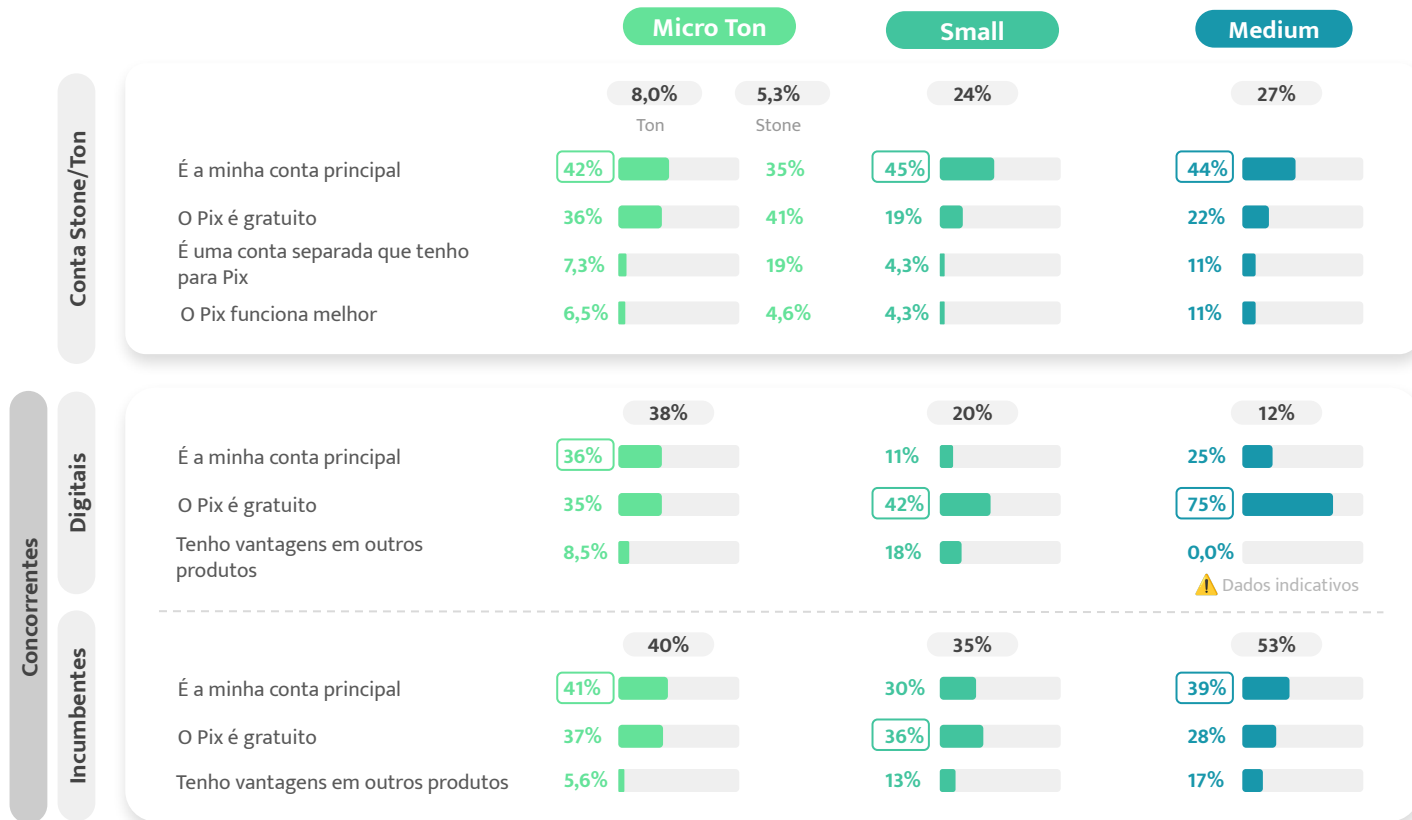 Micro Ton
Small
Medium
Conta Stone/Ton
8,0%
5,3%
24%
27%
Ton
Stone
É a minha conta principal
42%
35%
45%
44%
O Pix é gratuito
36%
41%
19%
22%
É uma conta separada que tenho
para Pix
7,3%
19%
4,3%
11%
O Pix funciona melhor
6,5%
4,6%
4,3%
11%
Concorrentes
Digitais
38%
20%
12%
É a minha conta principal
36%
11%
25%
O Pix é gratuito
35%
42%
75%
Tenho vantagens em outros
produtos
8,5%
18%
0,0%
⚠️ Dados indicativos
Incumbentes
40%
35%
53%
É a minha conta principal
41%
30%
39%
O Pix é gratuito
37%
36%
28%
Tenho vantagens em outros produtos
5,6%
13%
17%